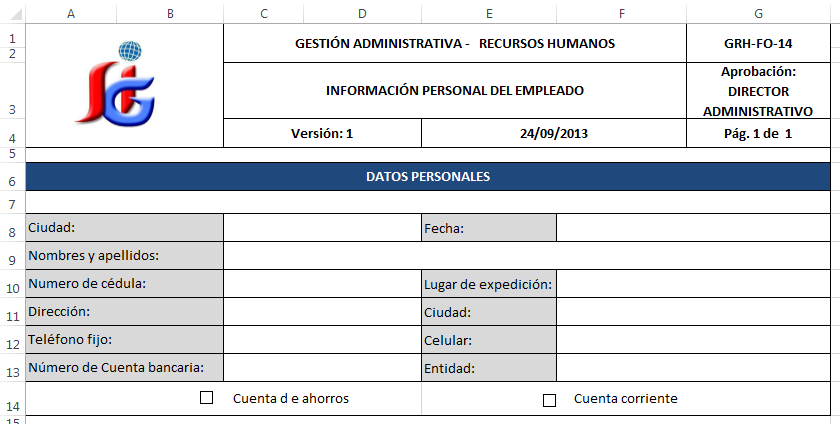 A B C D E F G
1 GESTIÓN ADMINISTRATIVA - RECURSOS HUMANOS GRH-FO-14
2
3 INFORMACIÓN PERSONAL DEL EMPLEADO Aprobación:
DIRECTOR
ADMINISTRATIVO
4 Versión: 1 24/09/2013 Pág. 1 de 1
5
6 DATOS PERSONALES
7
8 Ciudad: Fecha:
9 Nombres y apellidos:
10 Numero de cédula: Lugar de expedición:
11 Dirección: Ciudad:
12 Teléfono fijo: Celular:
13 Número de Cuenta bancaria: Entidad:
14 Cuenta d e ahorros Cuenta corriente
15